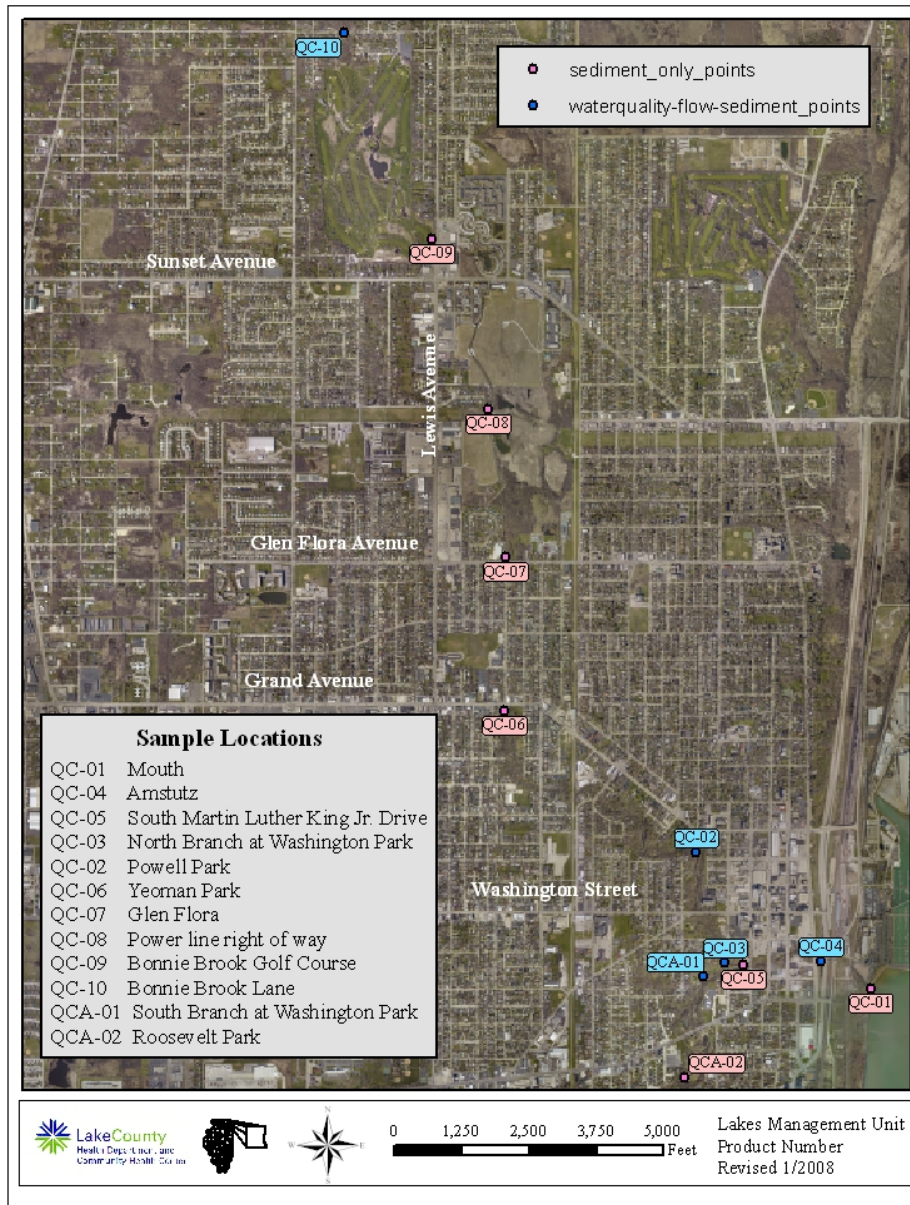 QC-10
sediment_only_points
waterquality-flow-sediment_points
QC-09
Sunset Avenue
Lewis Avenue
QC-08
Glen Flora Avenue
QC-07
Grand Avenue
QC-06
Sample Locations
QC-01 Mouth
QC-04 Amstutz
QC-05 South Martin Luther King Jr. Drive
QC-03 North Branch at Washington Park
QC-02 Powell Park
QC-06 Yeoman Park
QC-07 Glen Flora
QC-08 Power line right of way
QC-09 Bonnie Brook Golf Course
QC-10 Bonnie Brook Lane
QCA-01 South Branch at Washington Park
QCA-02 Roosevelt Park
QC-02
Washington Street
QC-03
QC-04
QCA-01
QC-05
QC-01
QCA-02
LakeCounty
Health Department and
Community Health Center
N
W
E
S
0 1,250 2,500 3,750 5,000
Feet
Lakes Management Unit
Product Number
Revised 1/2008